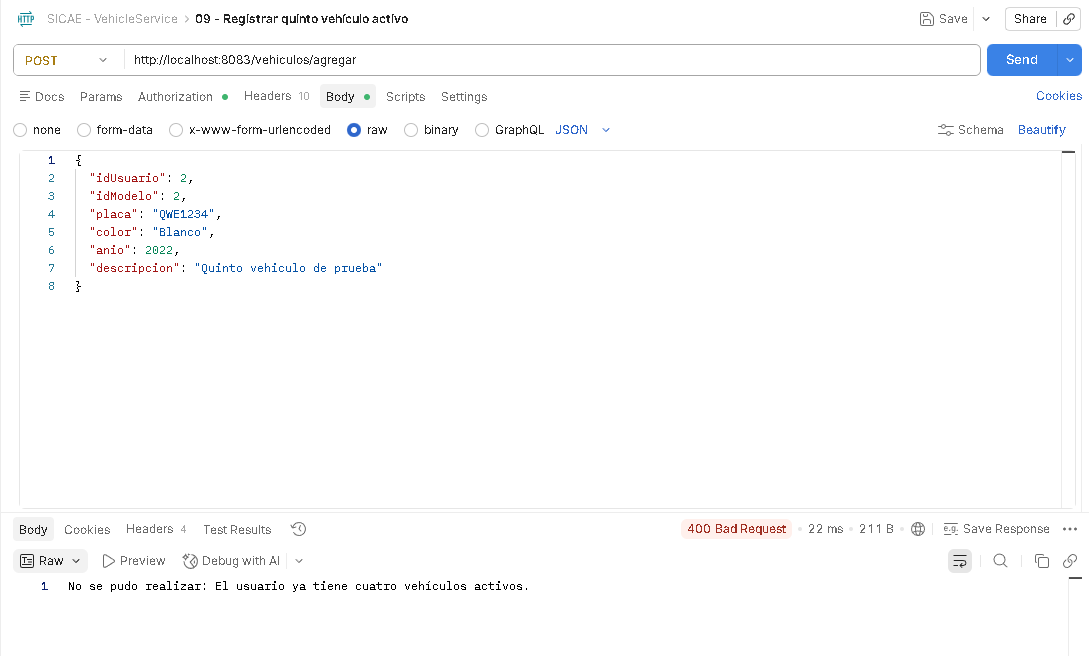 HTTP SICAE - VehicleService > 09 - Registrar quinto vehículo activo Save Share
POST http://localhost:8083/vehiculos/agregar Send
Docs Params Authorization Headers 10 Body Scripts Settings Cookies
none form-data x-www-form-urlencoded raw binary GraphQL JSON Schema Beautify
1 {
2 "idUsuario": 2,
3 "idModelo": 2,
4 "placa": "QWE1234",
5 "color": "Blanco",
6 "anio": 2022,
7 "descripcion": "Quinto vehiculo de prueba"
8 }
Body Cookies Headers 4 Test Results 400 Bad Request • 22 ms • 211 B • e.g. Save Response
Raw Preview Debug with AI
1 No se pudo realizar: El usuario ya tiene cuatro vehículos activos.